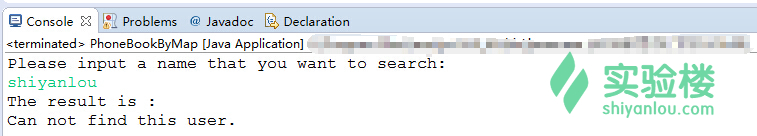 Console Problems @ Javadoc Declaration
<terminated> PhoneBookByMap [Java Application]
Please input a name that you want to search:
shiyanlou
The result is :
Can not find this user.
实验楼
shiyanlou.com